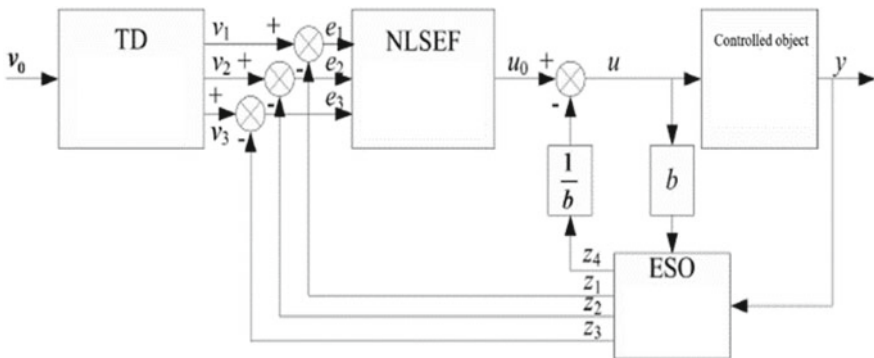 v₀
TD
v₁
+
e₁
v₂
+
-
e₂
+
v₃
-
-
e₃
NLSEF
u₀
+
-
u
Controlled object
y
1
b
b
z₄
z₁
z₂
z₃
ESO